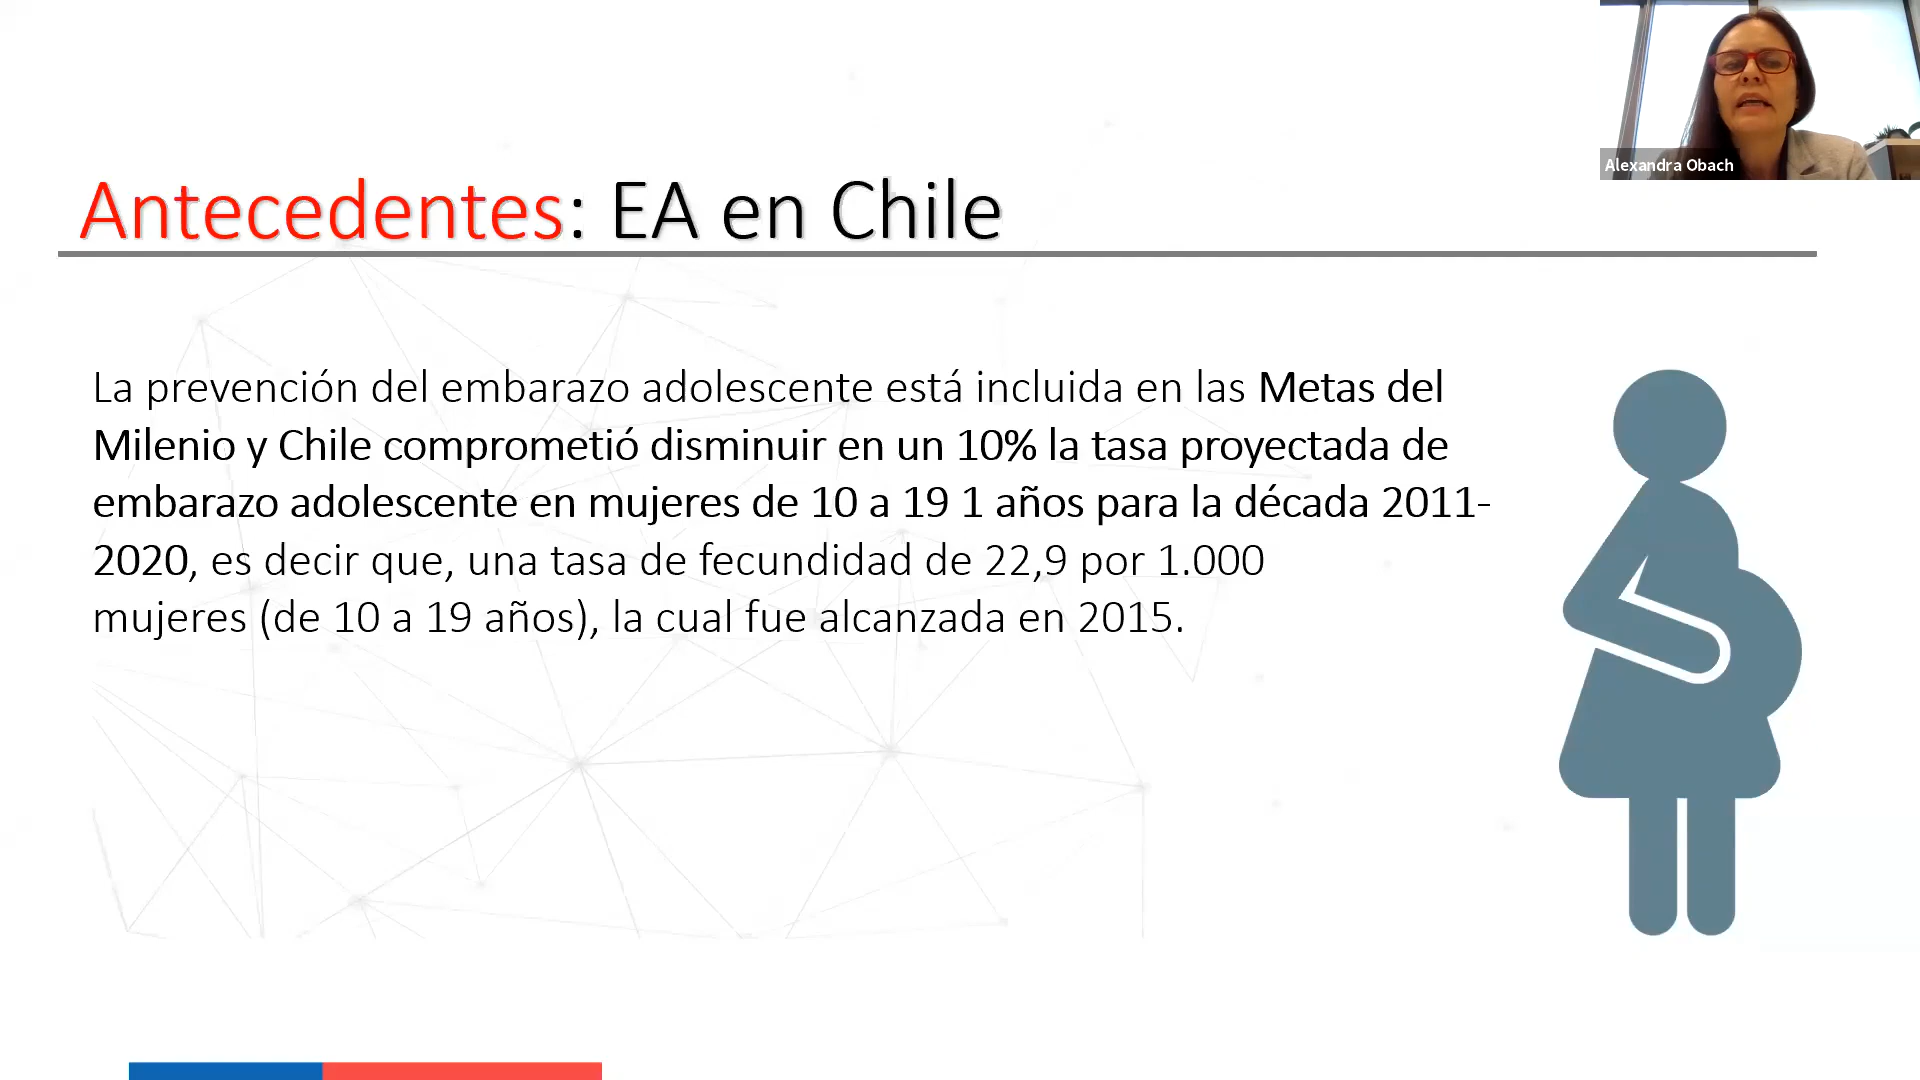 Alexandra Obach
Antecedentes: EA en Chile
La prevención del embarazo adolescente está incluida en las Metas del
Milenio y Chile comprometió disminuir en un 10% la tasa proyectada de
embarazo adolescente en mujeres de 10 a 19 1 años para la década 2011-
2020, es decir que, una tasa de fecundidad de 22,9 por 1.000
mujeres (de 10 a 19 años), la cual fue alcanzada en 2015.